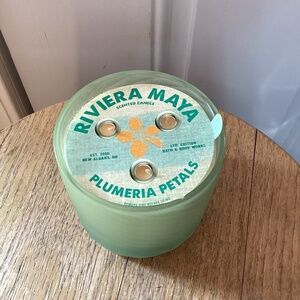 RIVIERA MAYA
SCENTED CANDLE
EST. 1990
NEW ALBANY, OH
LTD. EDITION
BATH & BODY WORKS
PLUMERIA PETALS